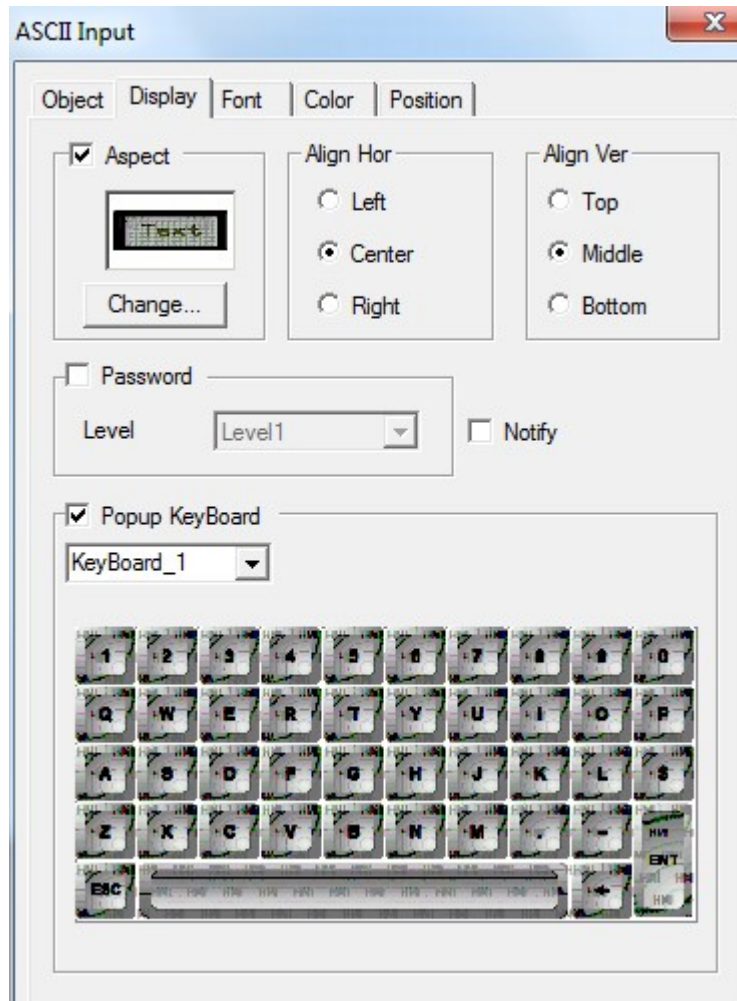 ASCII Input
Object Display Font Color Position
Aspect Align Hor Align Ver
Left Top
Text
Center Middle
Change... Right Bottom
Password
Level Level1 Notify
Popup KeyBoard
KeyBoard_1
1 2 3 4 5 6 7 8 9 0
Q W E R T Y U I O P
A S D F G H J K L $
Z X C V B N M . -
ENT
ESC